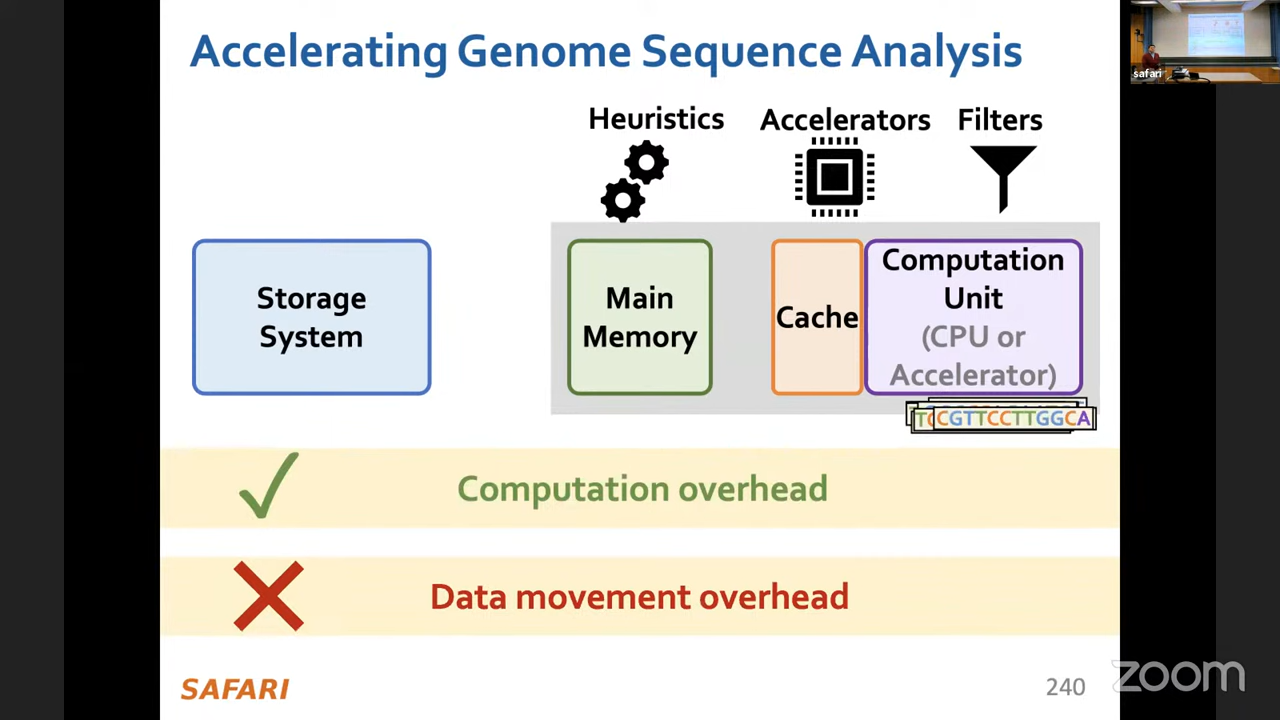 Accelerating Genome Sequence Analysis
safari
Heuristics
Accelerators
Filters
Storage
System
Main
Memory
Cache
Computation
Unit
(CPU or
Accelerator)
CGTTCCTTGGCA
Computation overhead
Data movement overhead
SAFARI
240
zoom